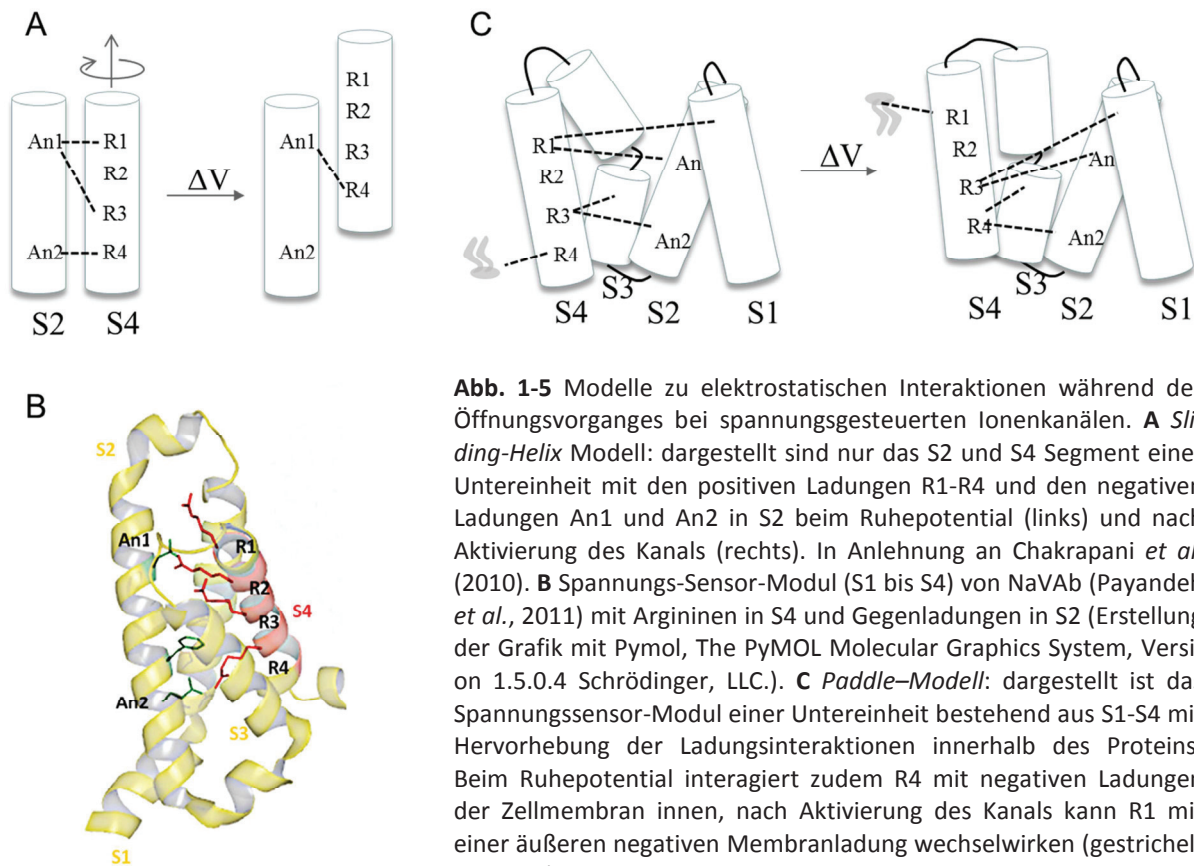 A
An1
R1
R2
R3
An2
R4
S2
S4
ΔV
R1
R2
An1
R3
R4
An2
C
R1
An
R2
R3
An2
R4
S3
S4
S2
S1
ΔV
R1
R2
An
R3
R4
An2
S3
S4
S2
S1
B
S2
An1
R1
R2
S4
R3
R4
An2
S3
S1
Abb. 1-5 Modelle zu elektrostatischen Interaktionen während de
Öffnungsvorganges bei spannungsgesteuerten Ionenkanälen. A Sli
ding-Helix Modell: dargestellt sind nur das S2 und S4 Segment eine
Untereinheit mit den positiven Ladungen R1-R4 und den negativen
Ladungen An1 und An2 in S2 beim Ruhepotential (links) und nach
Aktivierung des Kanals (rechts). In Anlehnung an Chakrapani et al
(2010). B Spannungs-Sensor-Modul (S1 bis S4) von NaVAb (Payandeh
et al., 2011) mit Argininen in S4 und Gegenladungen in S2 (Erstellung
der Grafik mit Pymol, The PyMOL Molecular Graphics System, Versi
on 1.5.0.4 Schrödinger, LLC.). C Paddle–Modell: dargestellt ist da
Spannungssensor-Modul einer Untereinheit bestehend aus S1-S4 mi
Hervorhebung der Ladungsinteraktionen innerhalb des Proteins
Beim Ruhepotential interagiert zudem R4 mit negativen Ladungen
der Zellmembran innen, nach Aktivierung des Kanals kann R1 mi
einer äußeren negativen Membranladung wechselwirken (gestrichel